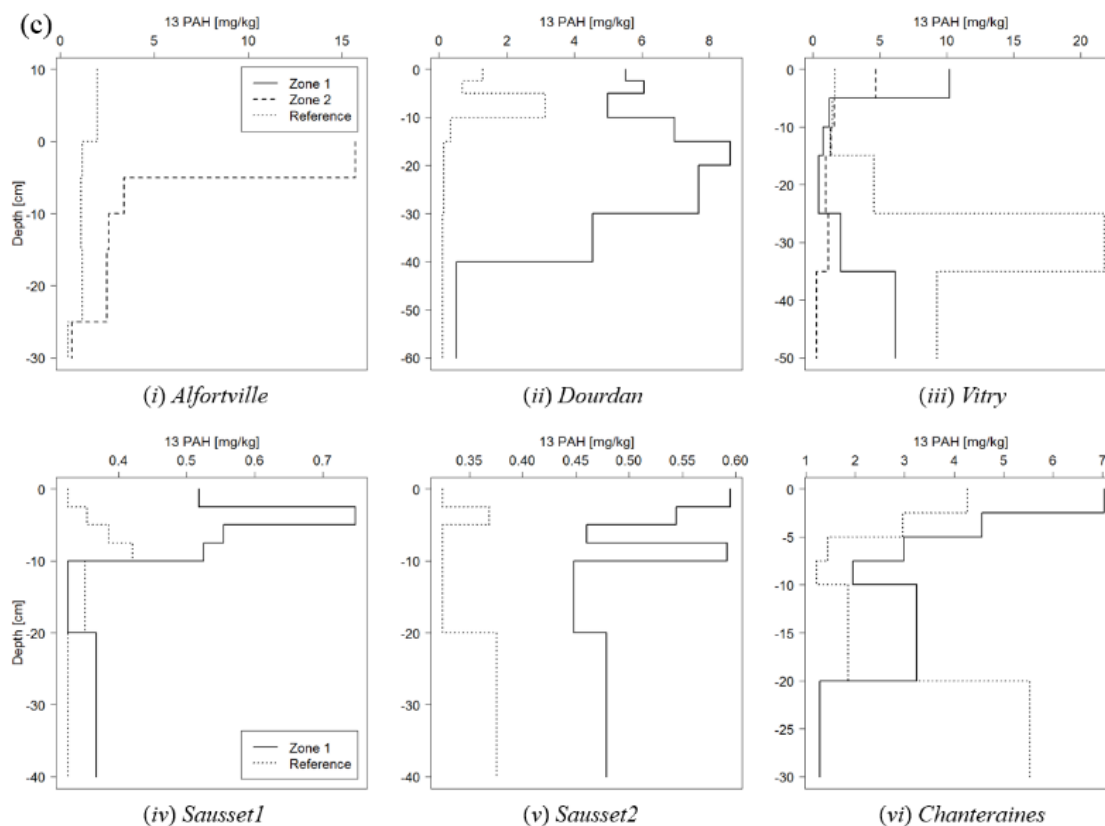 (c)
13 PAH [mg/kg]
0 5 10 15
10
0
-10
-20
-30
Depth [cm]
Zone 1
Zone 2
Reference
(i) Alfortville
13 PAH [mg/kg]
0 2 4 6 8
0
-10
-20
-30
-40
-50
-60
(ii) Dourdan
13 PAH [mg/kg]
0 5 10 15 20
0
-10
-20
-30
-40
-50
(iii) Vitry
13 PAH [mg/kg]
0.4 0.5 0.6 0.7
0
-10
-20
-30
-40
Depth [cm]
Zone 1
Reference
(iv) Sausset1
13 PAH [mg/kg]
0.35 0.40 0.45 0.50 0.55 0.60
0
-10
-20
-30
-40
(v) Sausset2
13 PAH [mg/kg]
1 2 3 4 5 6 7
0
-5
-10
-15
-20
-25
-30
(vi) Chanteraines